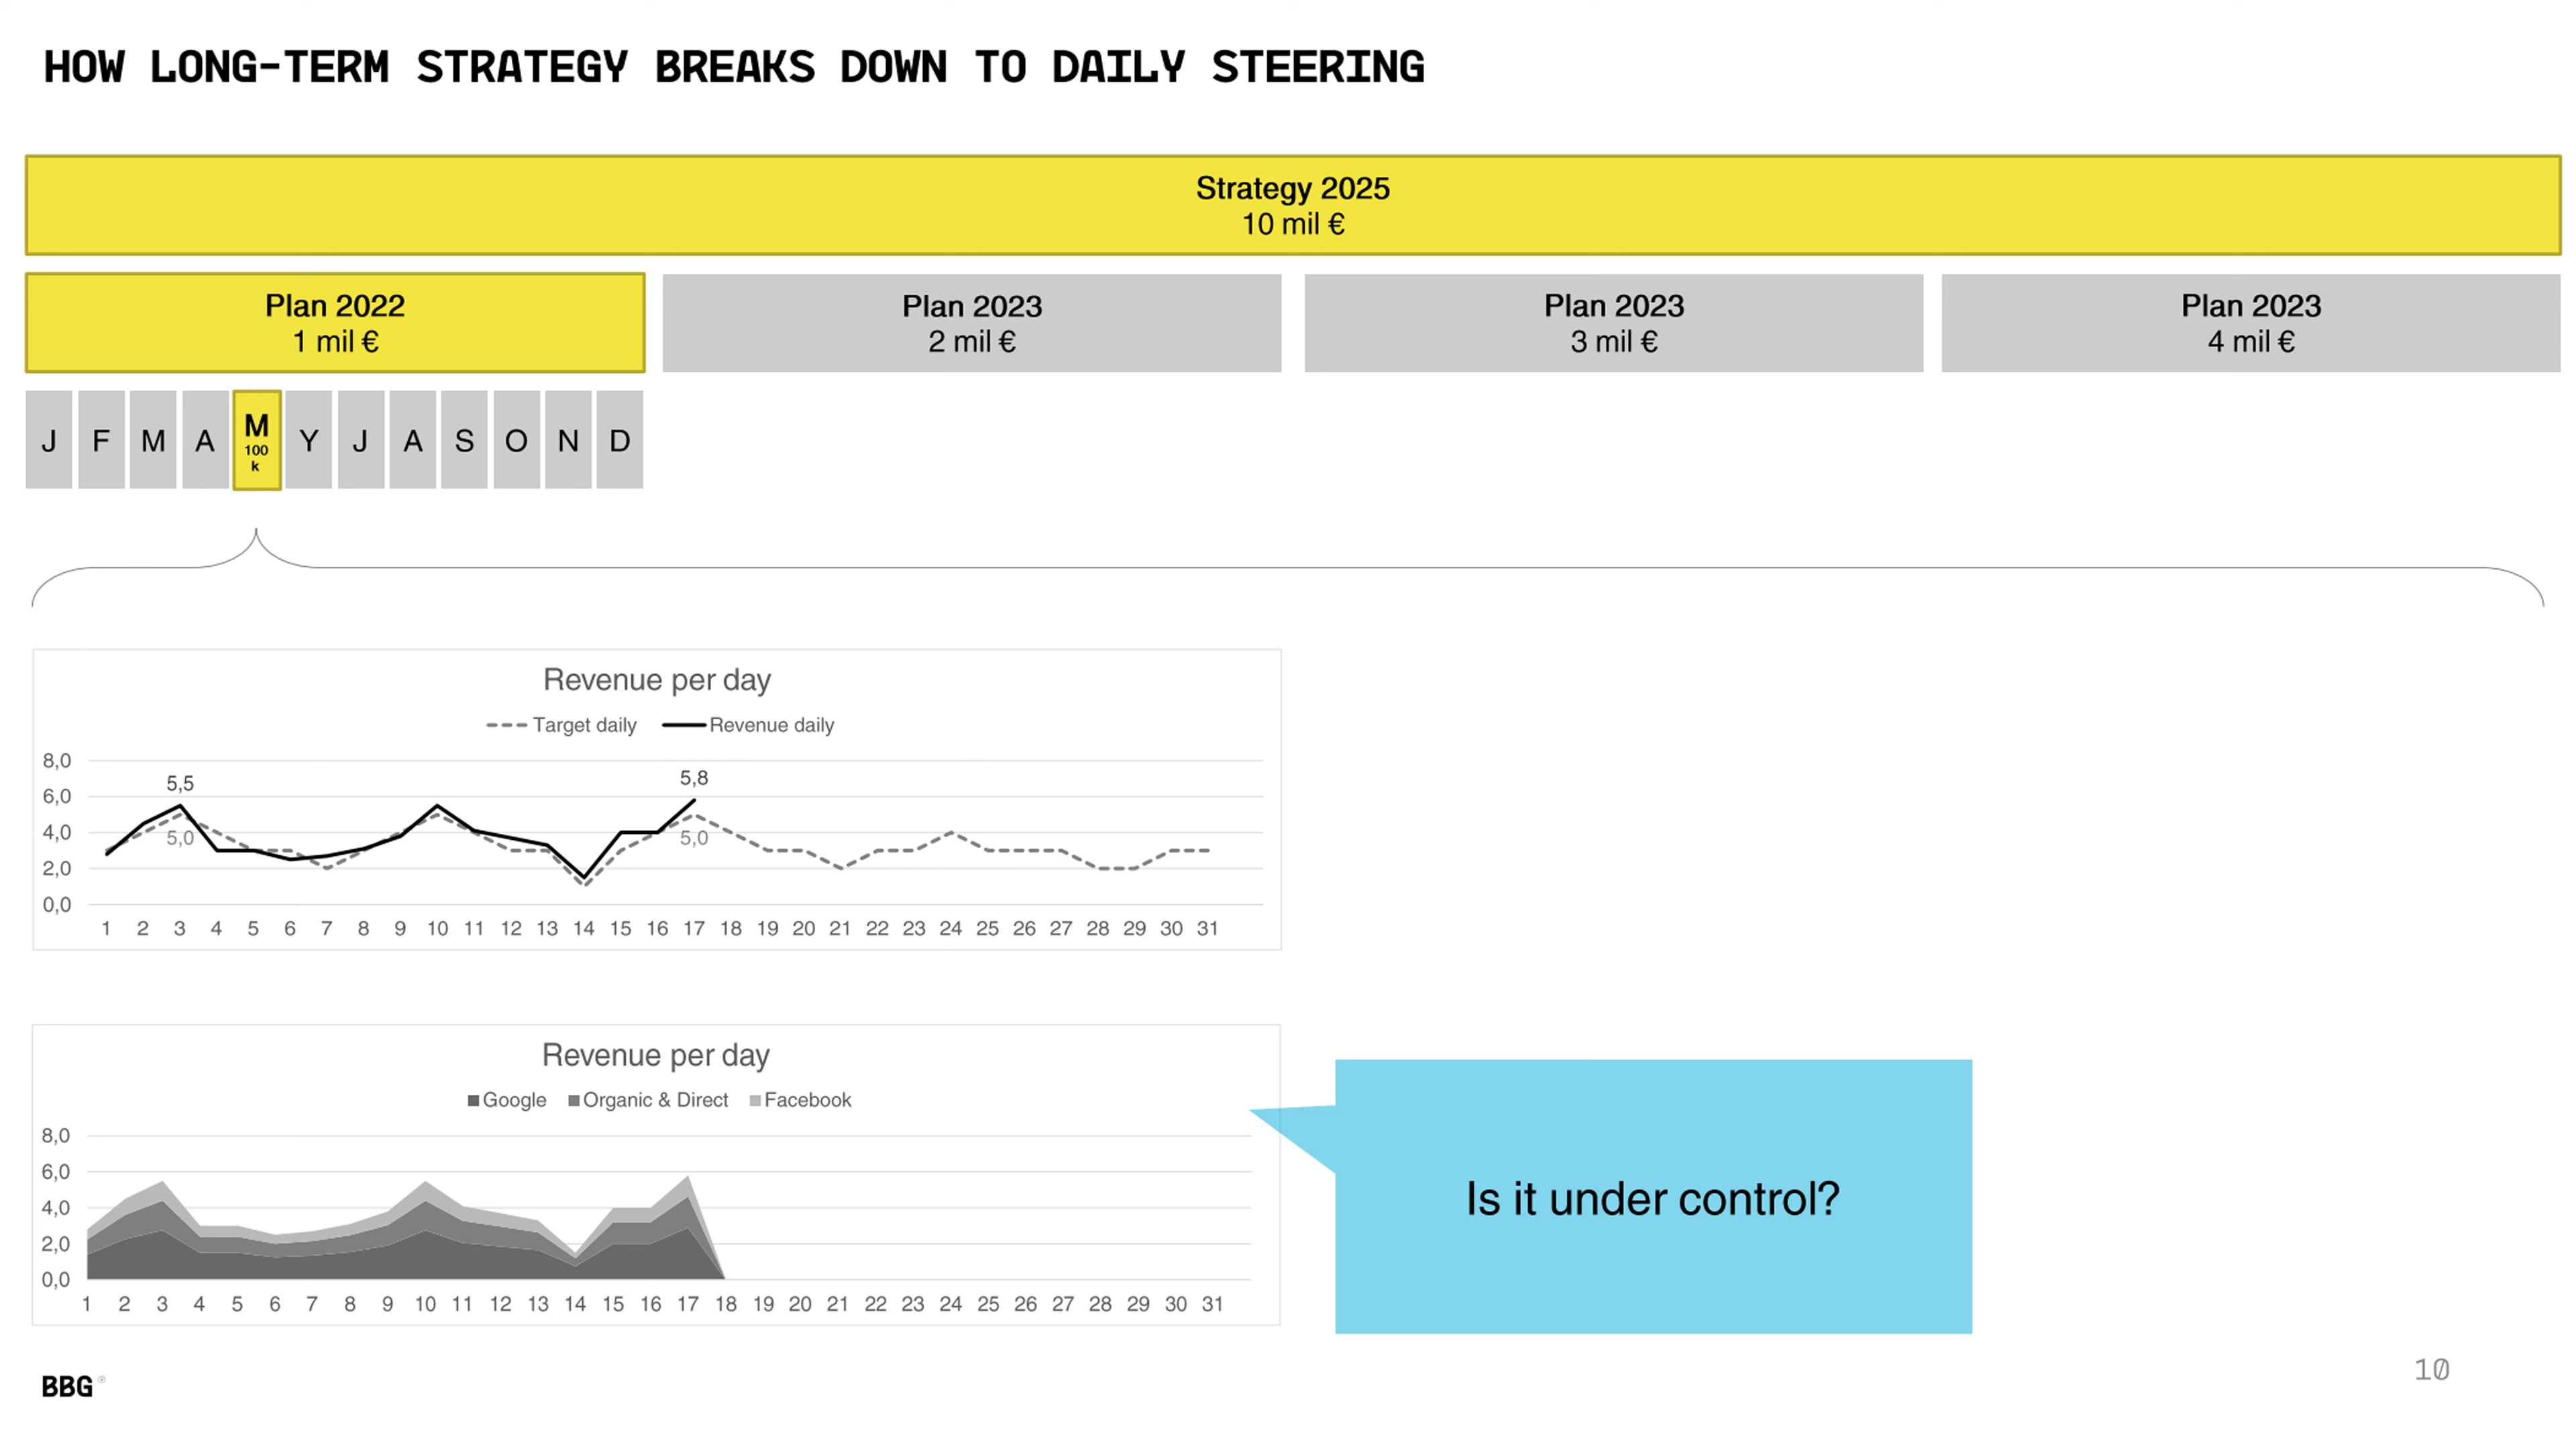 HOW LONG-TERM STRATEGY BREAKS DOWN TO DAILY STEERING
Strategy 2025
10 mil €
Plan 2022
1 mil €
Plan 2023
2 mil €
Plan 2023
3 mil €
Plan 2023
4 mil €
J F M A M Y J A S O N D
100
k
Revenue per day
Target daily Revenue daily
8,0
6,0
4,0
2,0
0,0
5,5
5,0
5,8
5,0
1 2 3 4 5 6 7 8 9 10 11 12 13 14 15 16 17 18 19 20 21 22 23 24 25 26 27 28 29 30 31
Revenue per day
Google Organic & Direct Facebook
8,0
6,0
4,0
2,0
0,0
1 2 3 4 5 6 7 8 9 10 11 12 13 14 15 16 17 18 19 20 21 22 23 24 25 26 27 28 29 30 31
Is it under control?
BBG ®
10